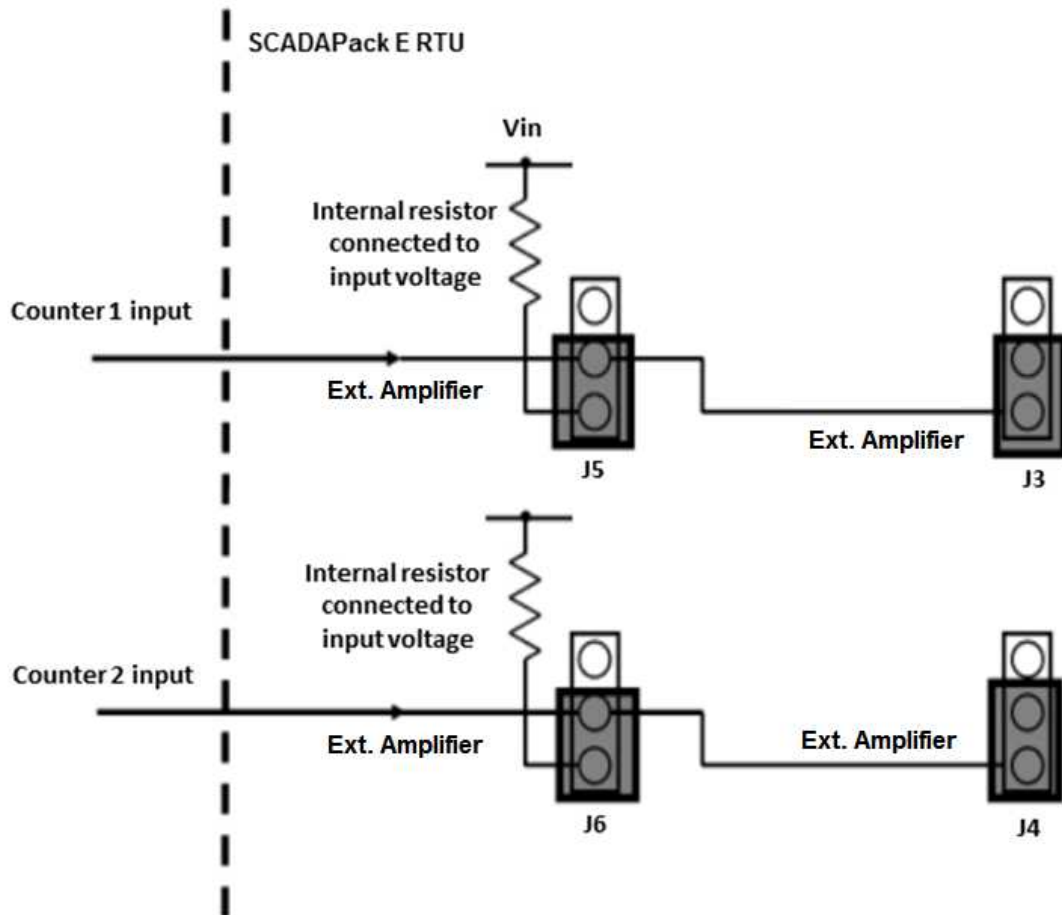 SCADAPack E RTU
Vin
Internal resistor
connected to
input voltage
Counter 1 input
Ext. Amplifier
Ext. Amplifier
J5
J3
Internal resistor
connected to
input voltage
Counter 2 input
Ext. Amplifier
Ext. Amplifier
J6
J4